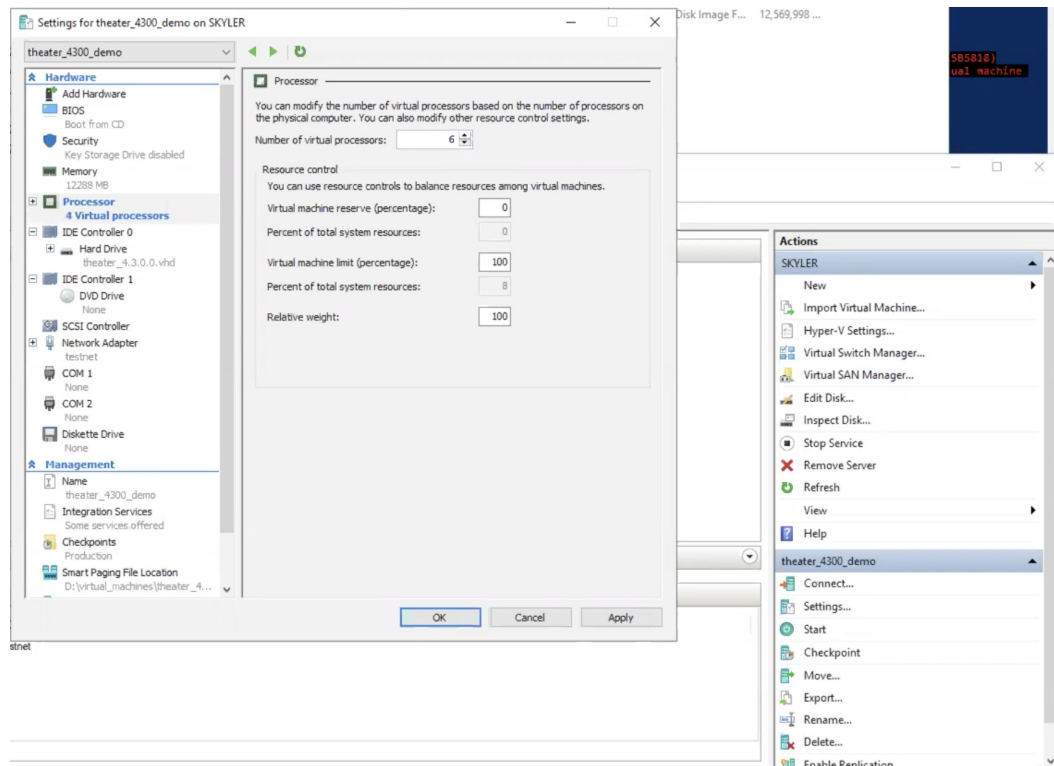 Settings for theater_4300_demo on SKYLER
theater_4300_demo
Hardware
Add Hardware
BIOS
Boot from CD
Security
Key Storage Drive disabled
Memory
12288 MB
Processor
4 Virtual processors
IDE Controller 0
Hard Drive
theater_4.3.0.0.vhd
IDE Controller 1
DVD Drive
None
SCSI Controller
Network Adapter
testnet
COM 1
None
COM 2
None
Diskette Drive
None
Management
Name
theater_4300_demo
Integration Services
Some services offered
Checkpoints
Production
Smart Paging File Location
D:\virtual_machines\theater_4...
Processor
You can modify the number of virtual processors based on the number of processors on
the physical computer. You can also modify other resource control settings.
Number of virtual processors: 6
Resource control
You can use resource controls to balance resources among virtual machines.
Virtual machine reserve (percentage): 0
Percent of total system resources: 0
Virtual machine limit (percentage): 100
Percent of total system resources: 8
Relative weight: 100
OK Cancel Apply
stnet
Disk Image F... 12,569,998 ...
5B5818)
ual machine
Actions
SKYLER
New
Import Virtual Machine...
Hyper-V Settings...
Virtual Switch Manager...
Virtual SAN Manager...
Edit Disk...
Inspect Disk...
Stop Service
Remove Server
Refresh
View
Help
theater_4300_demo
Connect...
Settings...
Start
Checkpoint
Move...
Export...
Rename...
Delete...
Enable Replication